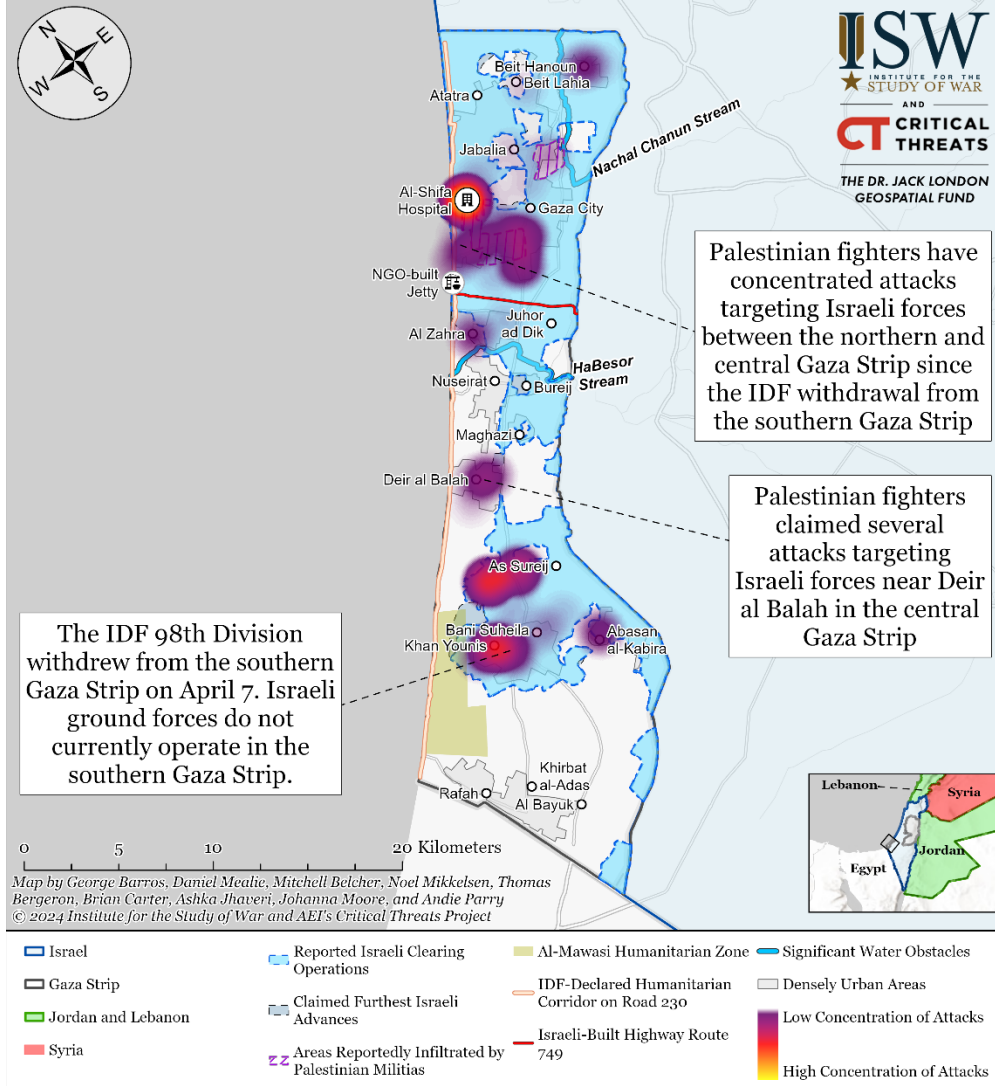 N
E
W
S
ISW
INSTITUTE FOR THE
STUDY OF WAR
AND
CT CRITICAL
THREATS
THE DR. JACK LONDON
GEOSPATIAL FUND
Beit Hanoun
Beit Lahia
Atatra
Nachal Chanun Stream
Jabalia
Al-Shifa
Hospital
Gaza City
NGO-built
Jetty
Palestinian fighters have
concentrated attacks
targeting Israeli forces
between the northern and
central Gaza Strip since
the IDF withdrawal from
the southern Gaza Strip
Juhor
ad Dik
Al Zahra
HaBesor
Stream
Nuseirat
Bureij
Maghazi
Deir al Balah
Palestinian fighters
claimed several
attacks targeting
Israeli forces near Deir
al Balah in the central
Gaza Strip
As Sureij
Bani Suheila
Khan Younis
Abasan
al-Kabira
The IDF 98th Division
withdrew from the southern
Gaza Strip on April 7. Israeli
ground forces do not
currently operate in the
southern Gaza Strip.
Khirbat
al-Adas
Rafah
Al Bayuk
Lebanon
Syria
Jordan
Egypt
0 5 10 20 Kilometers
Map by George Barros, Daniel Mealie, Mitchell Belcher, Noel Mikkelsen, Thomas
Bergeron, Brian Carter, Ashka Jhaveri, Johanna Moore, and Andie Parry
© 2024 Institute for the Study of War and AEI's Critical Threats Project
Israel
Gaza Strip
Jordan and Lebanon
Syria
Reported Israeli Clearing
Operations
Claimed Furthest Israeli
Advances
Areas Reportedly Infiltrated by
Palestinian Militias
Al-Mawasi Humanitarian Zone
IDF-Declared Humanitarian
Corridor on Road 230
Israeli-Built Highway Route
749
Significant Water Obstacles
Densely Urban Areas
Low Concentration of Attacks
High Concentration of Attacks